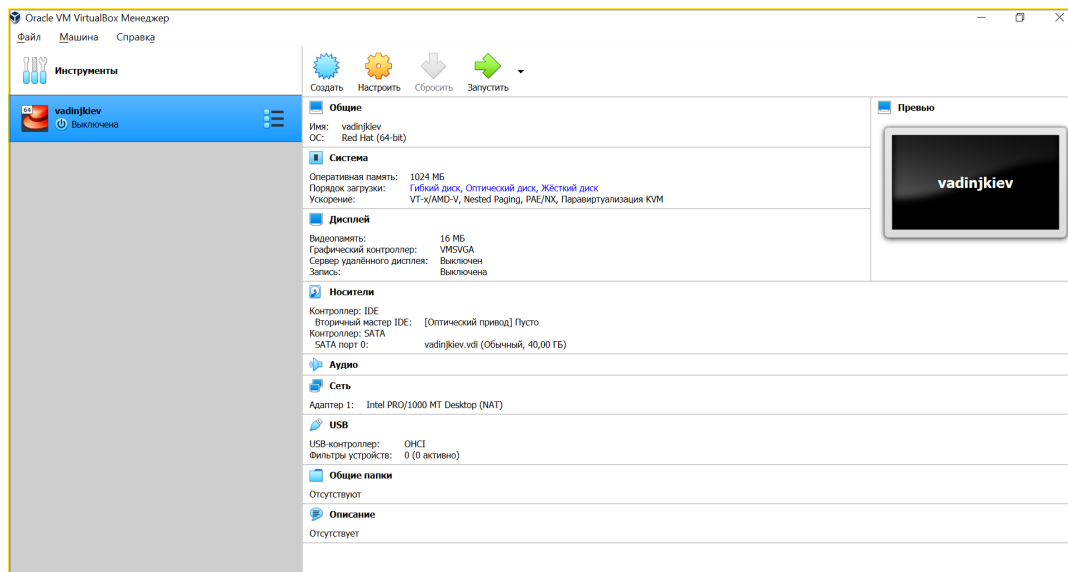 Oracle VM VirtualBox Менеджер
Файл Машина Справка
Инструменты
Создать Настроить Сбросить Запустить
64 vadinjkiev
Выключена
Общие
Имя: vadinjkiev
ОС: Red Hat (64-bit)
Превью
vadinjkiev
Система
Оперативная память: 1024 МБ
Порядок загрузки: Гибкий диск, Оптический диск, Жёсткий диск
Ускорение: VT-x/AMD-V, Nested Paging, PAE/NX, Паравиртуализация KVM
Дисплей
Видеопамять: 16 МБ
Графический контроллер: VMSVGA
Сервер удалённого дисплея: Выключен
Запись: Выключена
Носители
Контроллер: IDE
Вторичный мастер IDE: [Оптический привод] Пусто
Контроллер: SATA
SATA порт 0: vadinjkiev.vdi (Обычный, 40,00 ГБ)
Аудио
Сеть
Адаптер 1: Intel PRO/1000 MT Desktop (NAT)
USB
USB-контроллер: OHCI
Фильтры устройств: 0 (0 активно)
Общие папки
Отсутствуют
Описание
Отсутствует